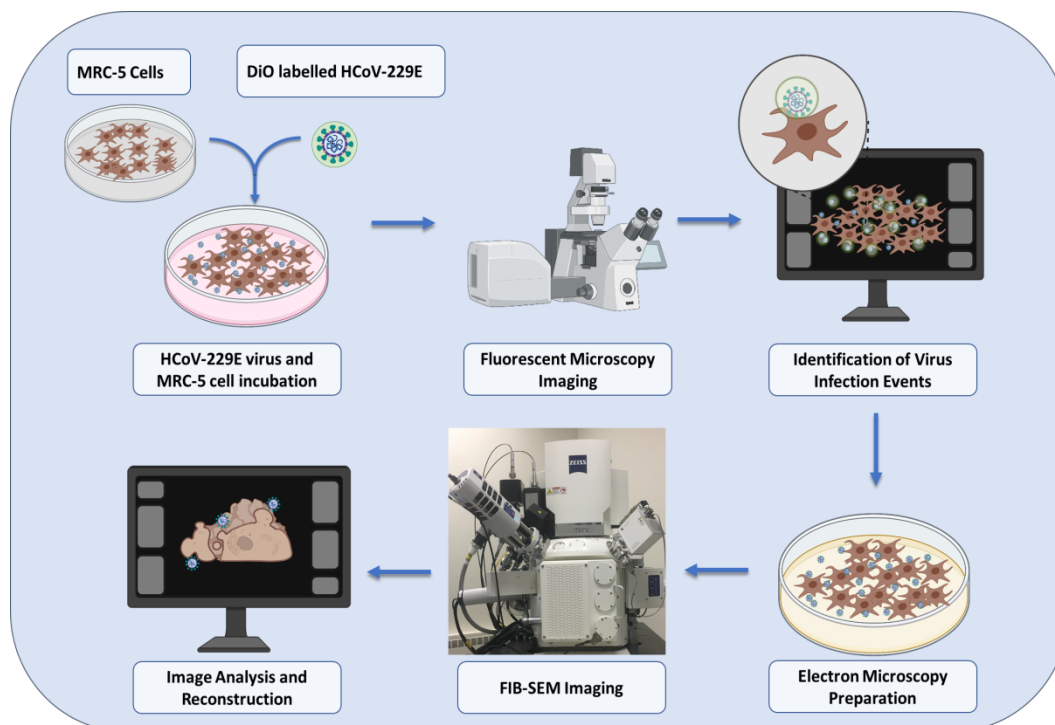 MRC-5 Cells
DiO labelled HCoV-229E
HCoV-229E virus and
MRC-5 cell incubation
Fluorescent Microscopy
Imaging
Identification of Virus
Infection Events
ZEISS
Image Analysis and
Reconstruction
FIB-SEM Imaging
Electron Microscopy
Preparation